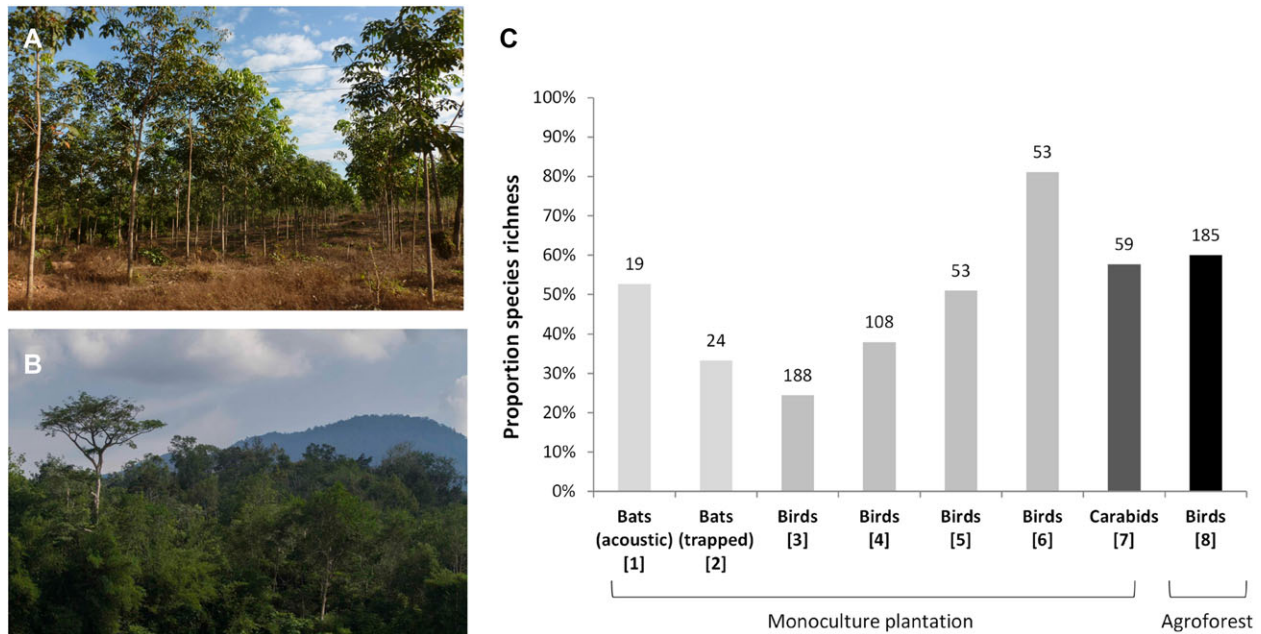 A
B
C
Proportion species richness
100%
90%
80%
70%
60%
50%
40%
30%
20%
10%
0%
19
24
188
108
53
53
59
185
Bats
(acoustic)
[1]
Bats
(trapped)
[2]
Birds
[3]
Birds
[4]
Birds
[5]
Birds
[6]
Carabids
[7]
Birds
[8]
Monoculture plantation
Agroforest